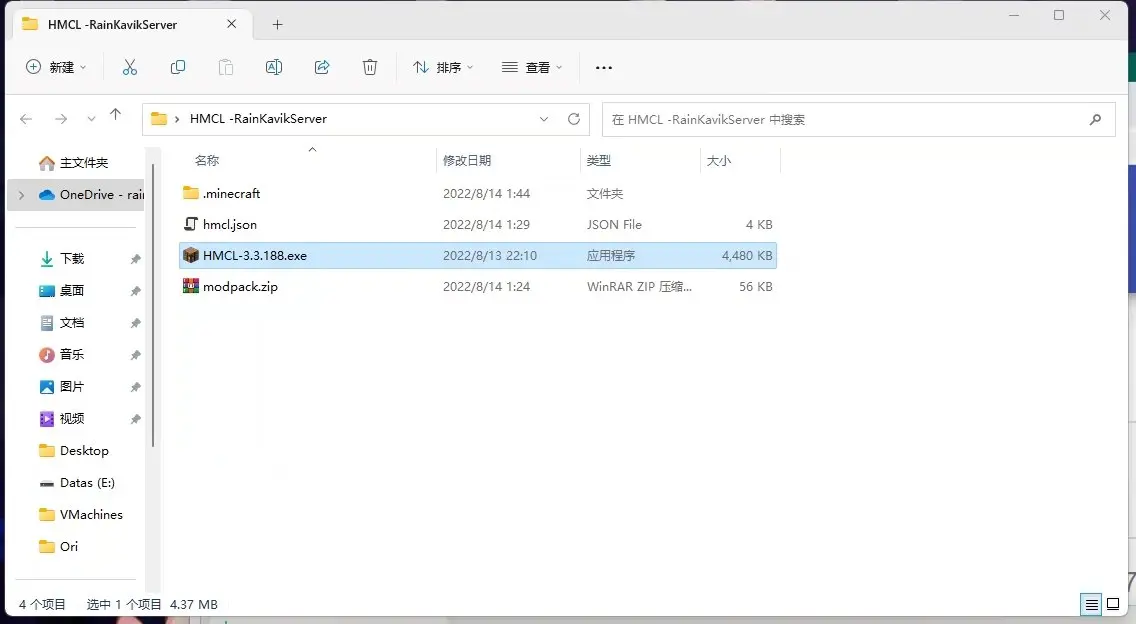 HMCL -RainKavikServer
新建
排序
查看
HMCL -RainKavikServer
在 HMCL -RainKavikServer 中搜索
主文件夹
OneDrive - rai
下载
桌面
文档
音乐
图片
视频
Desktop
Datas (E:)
VMachines
Ori
名称 修改日期 类型 大小
.minecraft 2022/8/14 1:44 文件夹
hmcl.json 2022/8/14 1:29 JSON File 4 KB
HMCL-3.3.188.exe 2022/8/13 22:10 应用程序 4,480 KB
modpack.zip 2022/8/14 1:24 WinRAR ZIP 压缩... 56 KB
4 个项目 选中 1 个项目 4.37 MB